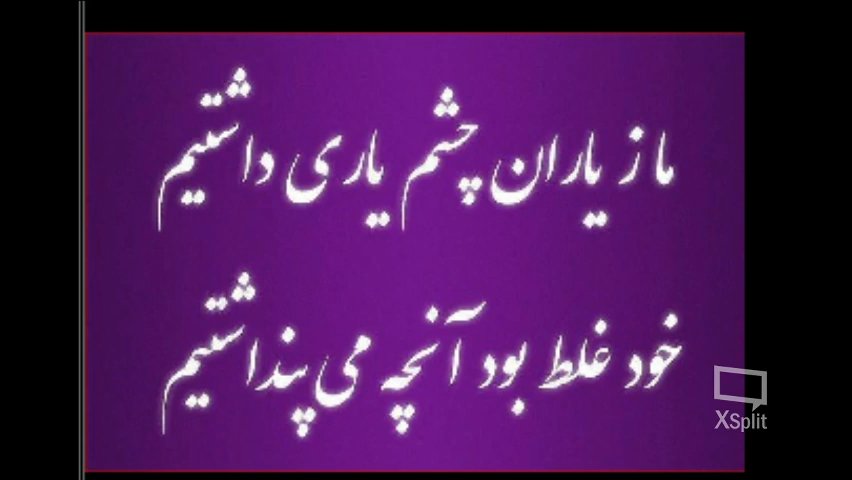 ما ز یاران چشم یاری داشتیم
خود غلط بود آنچه می پنداشتیم
XSplit